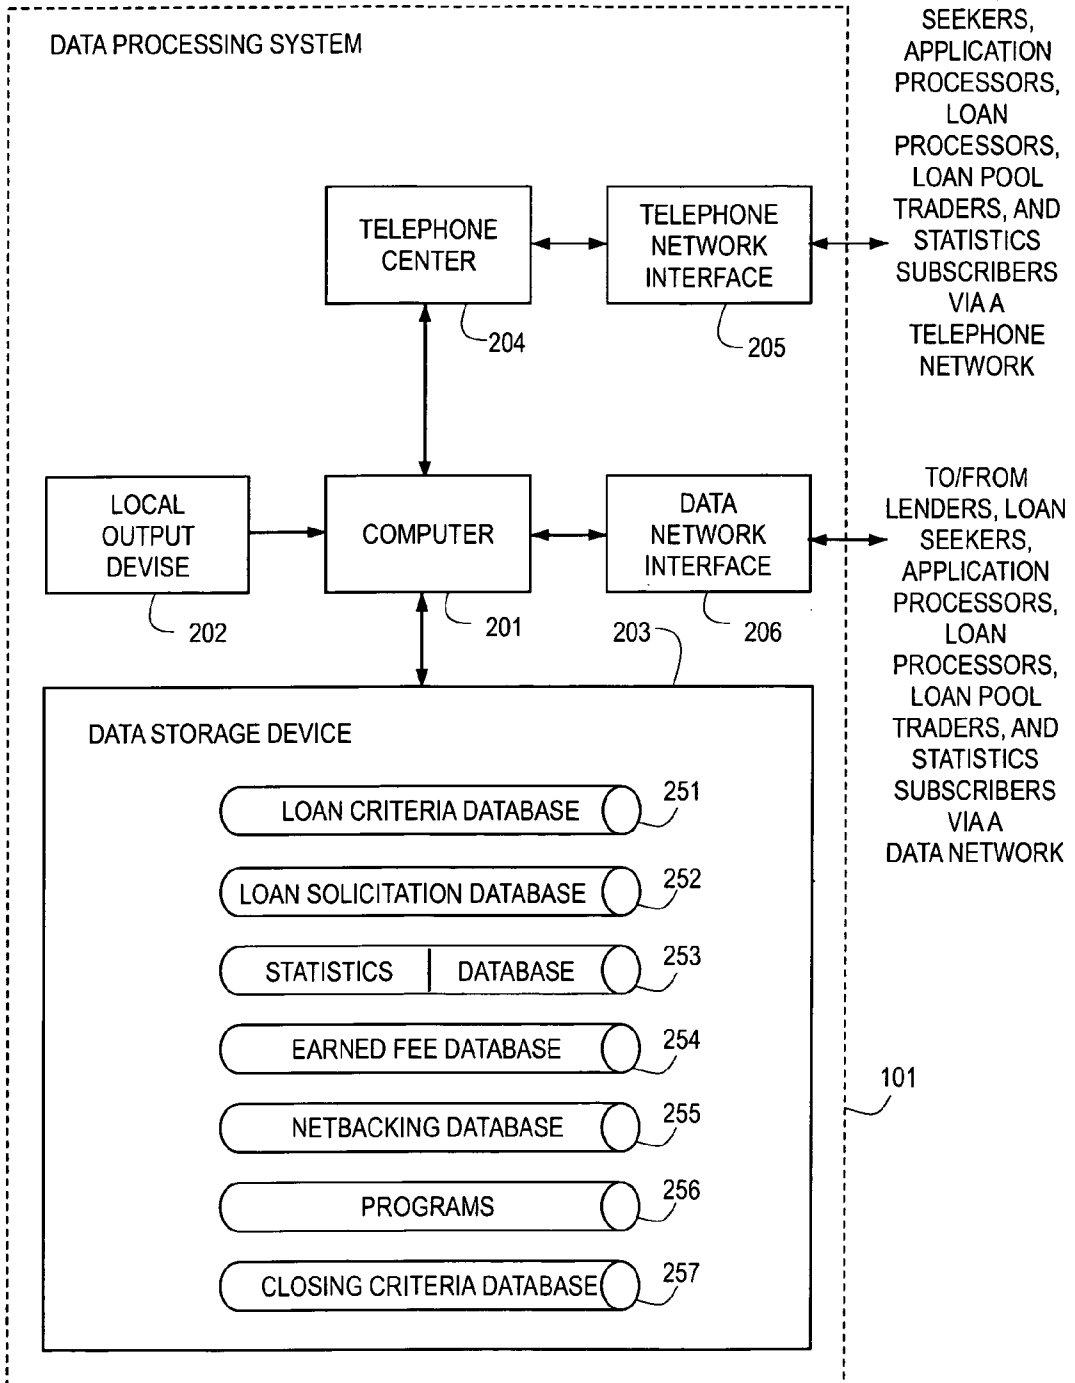 DATA PROCESSING SYSTEM
SEEKERS,
APPLICATION
PROCESSORS,
LOAN
PROCESSORS,
LOAN POOL
TRADERS, AND
STATISTICS
SUBSCRIBERS
VIA A
TELEPHONE
NETWORK
TELEPHONE
CENTER
204
TELEPHONE
NETWORK
INTERFACE
205
LOCAL
OUTPUT
DEVISE
202
COMPUTER
201
DATA
NETWORK
INTERFACE
206
TO/FROM
LENDERS, LOAN
SEEKERS,
APPLICATION
PROCESSORS,
LOAN
PROCESSORS,
LOAN POOL
TRADERS, AND
STATISTICS
SUBSCRIBERS
VIA A
DATA NETWORK
203
DATA STORAGE DEVICE
LOAN CRITERIA DATABASE 251
LOAN SOLICITATION DATABASE 252
STATISTICS DATABASE 253
EARNED FEE DATABASE 254
NETBACKING DATABASE 255
PROGRAMS 256
CLOSING CRITERIA DATABASE 257
101